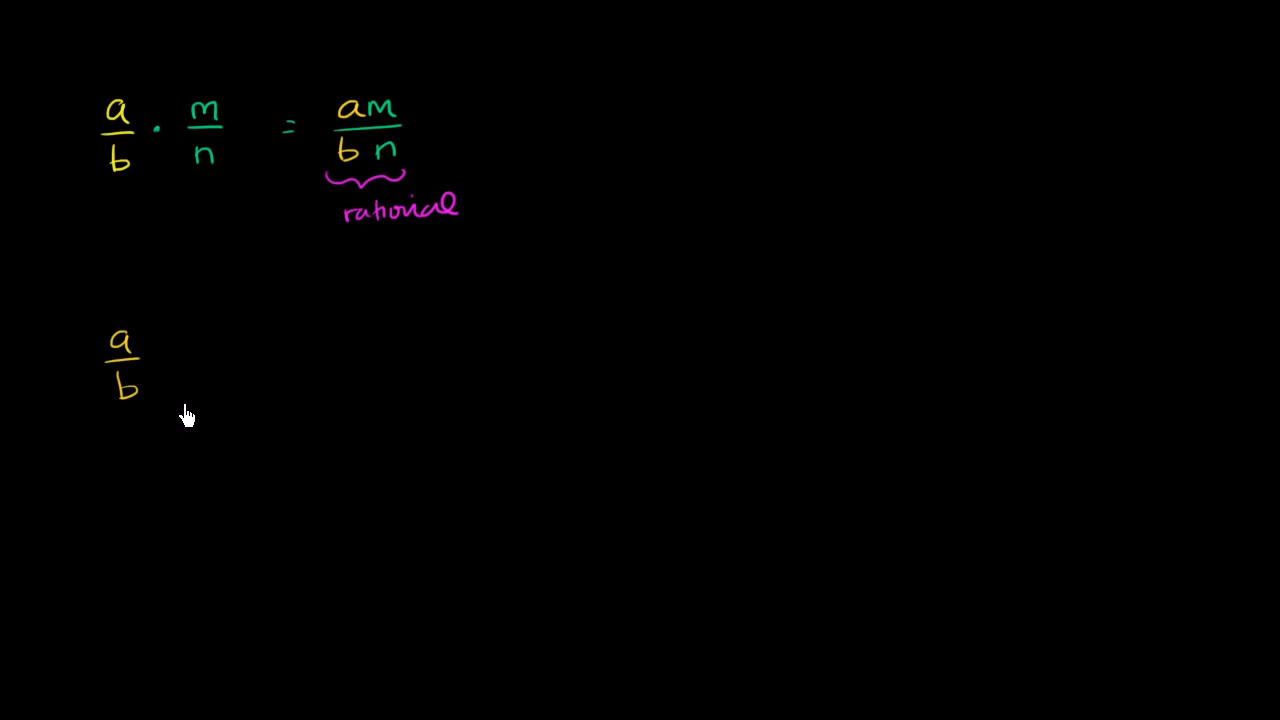 a/b · m/n = am/bn
rational
a/b